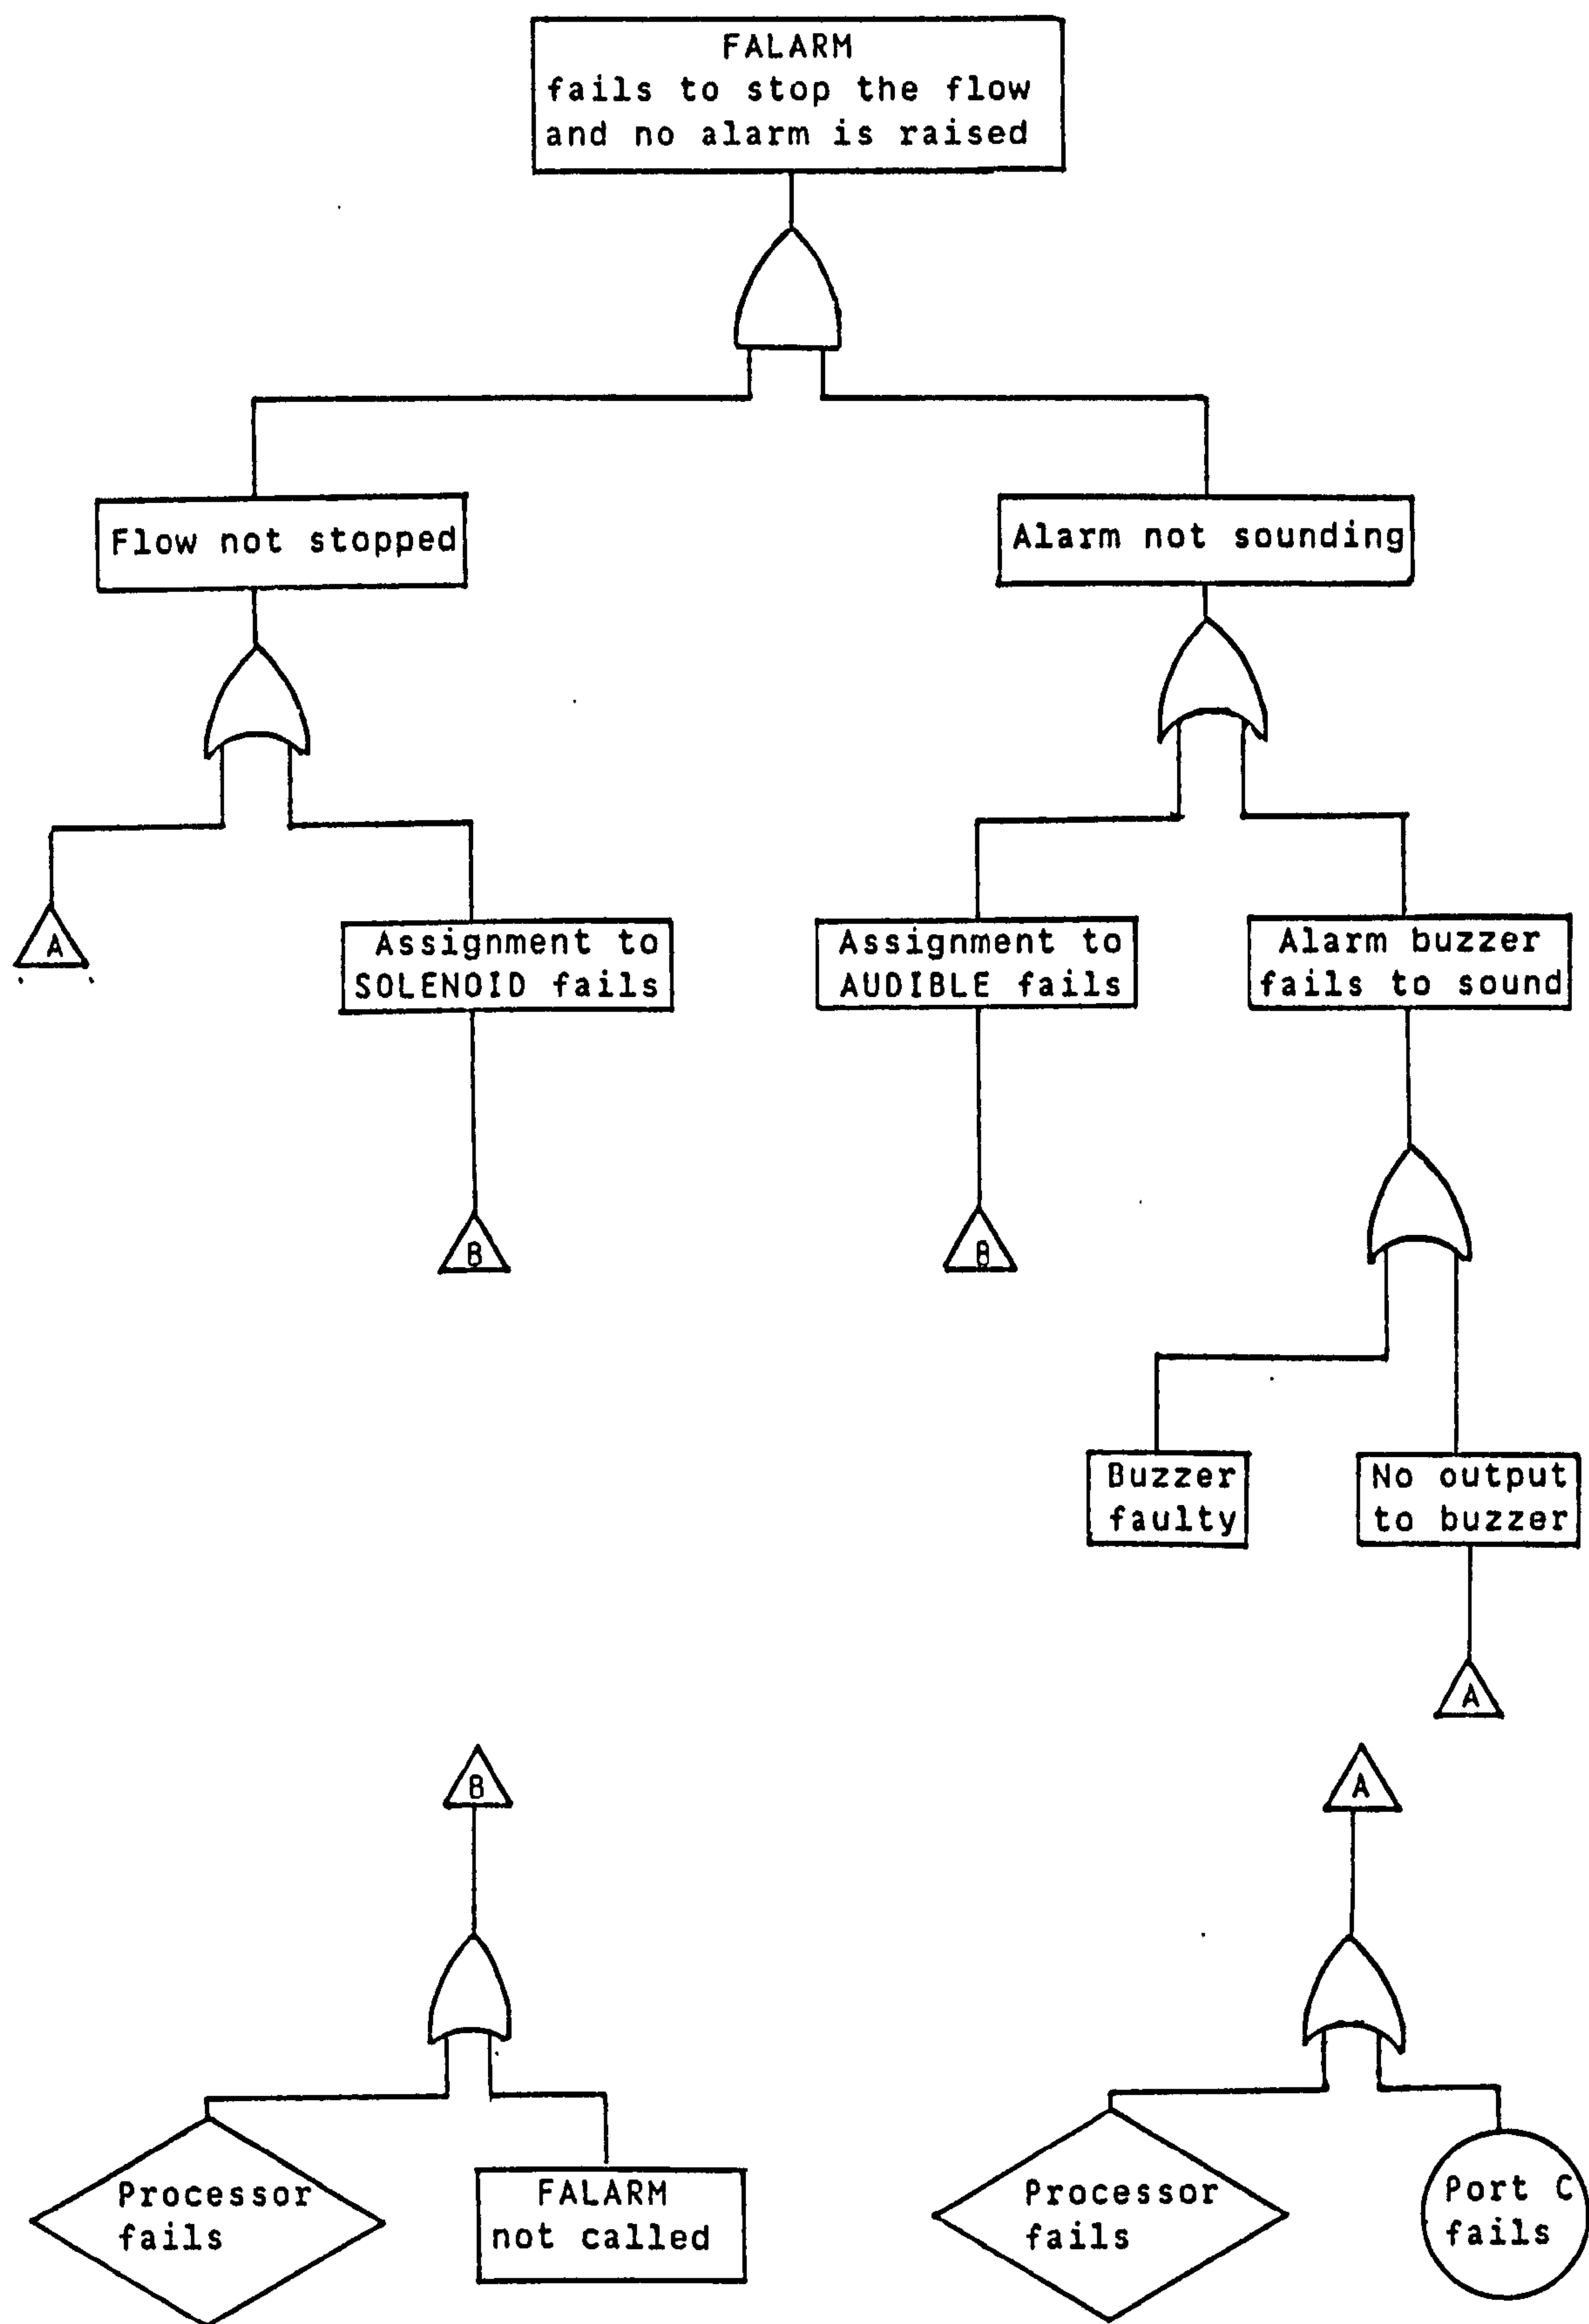 FALARM
fails to stop the flow
and no alarm is raised
Flow not stopped
Alarm not sounding
A
Assignment to
SOLENOID fails
Assignment to
AUDIBLE fails
Alarm buzzer
fails to sound
B
B
Buzzer
faulty
No output
to buzzer
A
B
A
Processor
fails
FALARM
not called
Processor
fails
Port C
fails